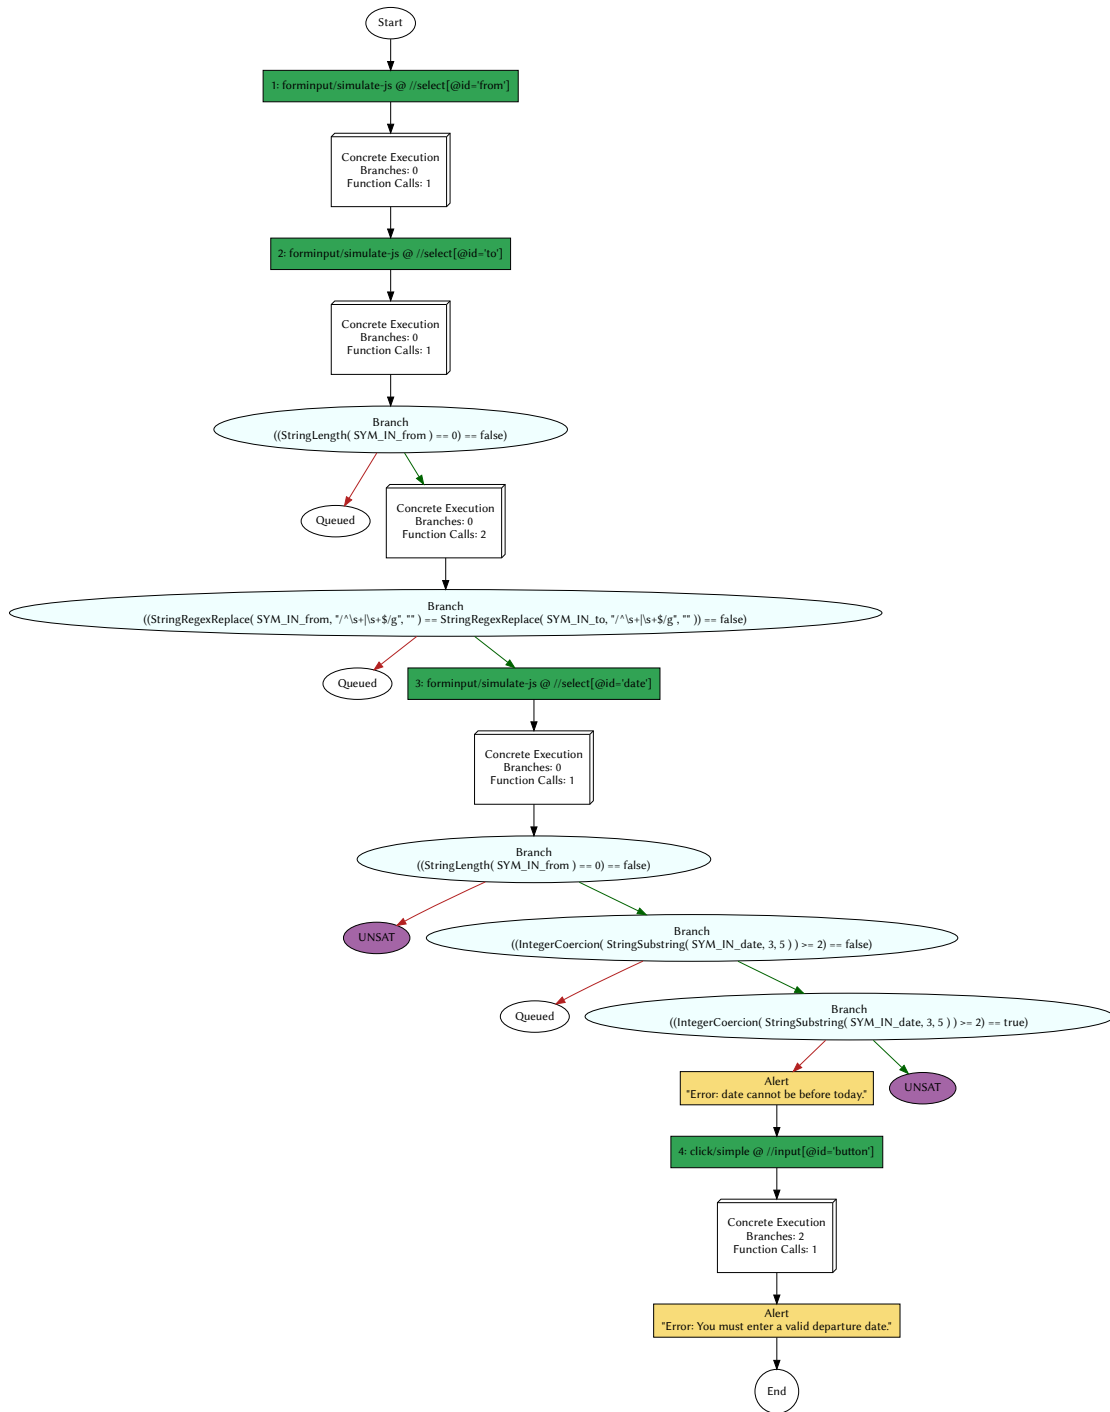 Start
1: forminput/simulate-js @ //select[@id='from']
Concrete Execution
Branches: 0
Function Calls: 1
2: forminput/simulate-js @ //select[@id='to']
Concrete Execution
Branches: 0
Function Calls: 1
Branch
((StringLength( SYM_IN_from ) == 0) == false)
Queued
Concrete Execution
Branches: 0
Function Calls: 2
Branch
((StringRegexReplace( SYM_IN_from, "/^\s+|\s+$/g", "" ) == StringRegexReplace( SYM_IN_to, "/^\s+|\s+$/g", "" )) == false)
Queued
3: forminput/simulate-js @ //select[@id='date']
Concrete Execution
Branches: 0
Function Calls: 1
Branch
((StringLength( SYM_IN_from ) == 0) == false)
UNSAT
Branch
((IntegerCoercion( StringSubstring( SYM_IN_date, 3, 5 ) ) >= 2) == false)
Queued
Branch
((IntegerCoercion( StringSubstring( SYM_IN_date, 3, 5 ) ) >= 2) == true)
Alert
"Error: date cannot be before today."
UNSAT
4: click/simple @ //input[@id='button']
Concrete Execution
Branches: 2
Function Calls: 1
Alert
"Error: You must enter a valid departure date."
End